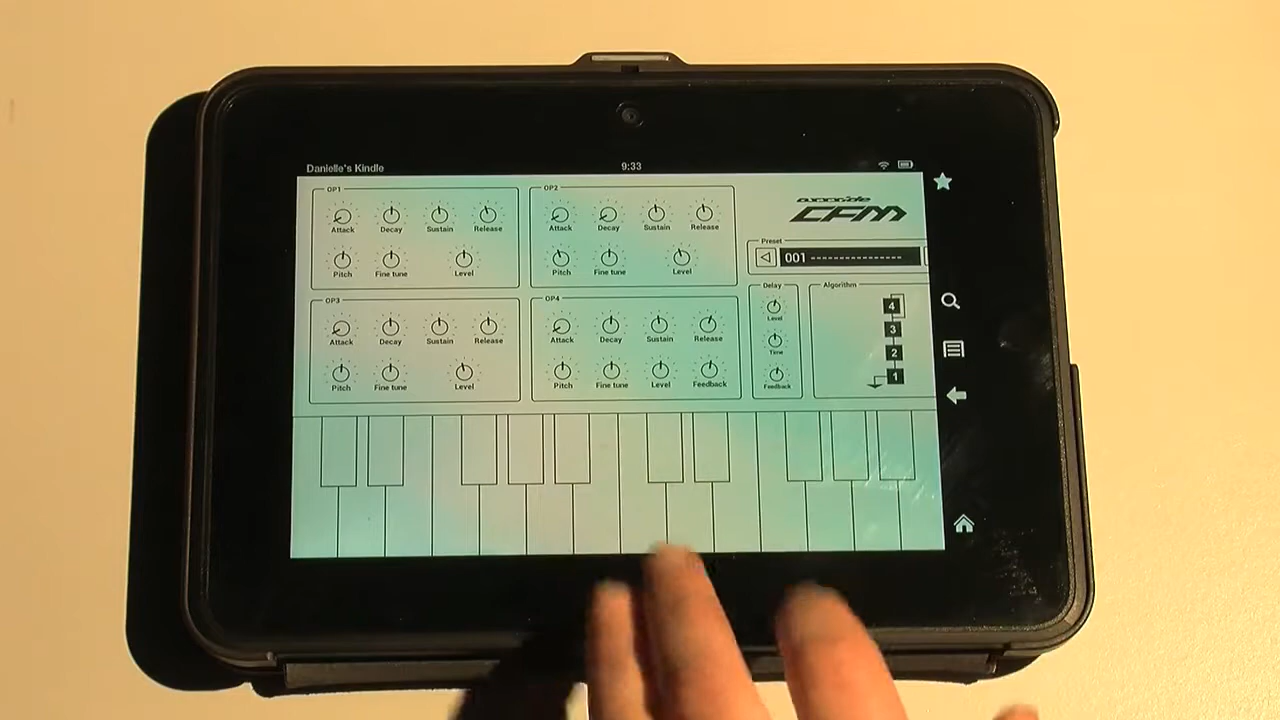 Danielle's Kindle 9:33
OP1
Attack Decay Sustain Release
Pitch Fine tune Level
OP2
Attack Decay Sustain Release
Pitch Fine tune Level
CFM
Preset
001 ----------------
OP3
Attack Decay Sustain Release
Pitch Fine tune Level
OP4
Attack Decay Sustain Release
Pitch Fine tune Level Feedback
Delay
Level
Time
Feedback
Algorithm
4
3
2
1